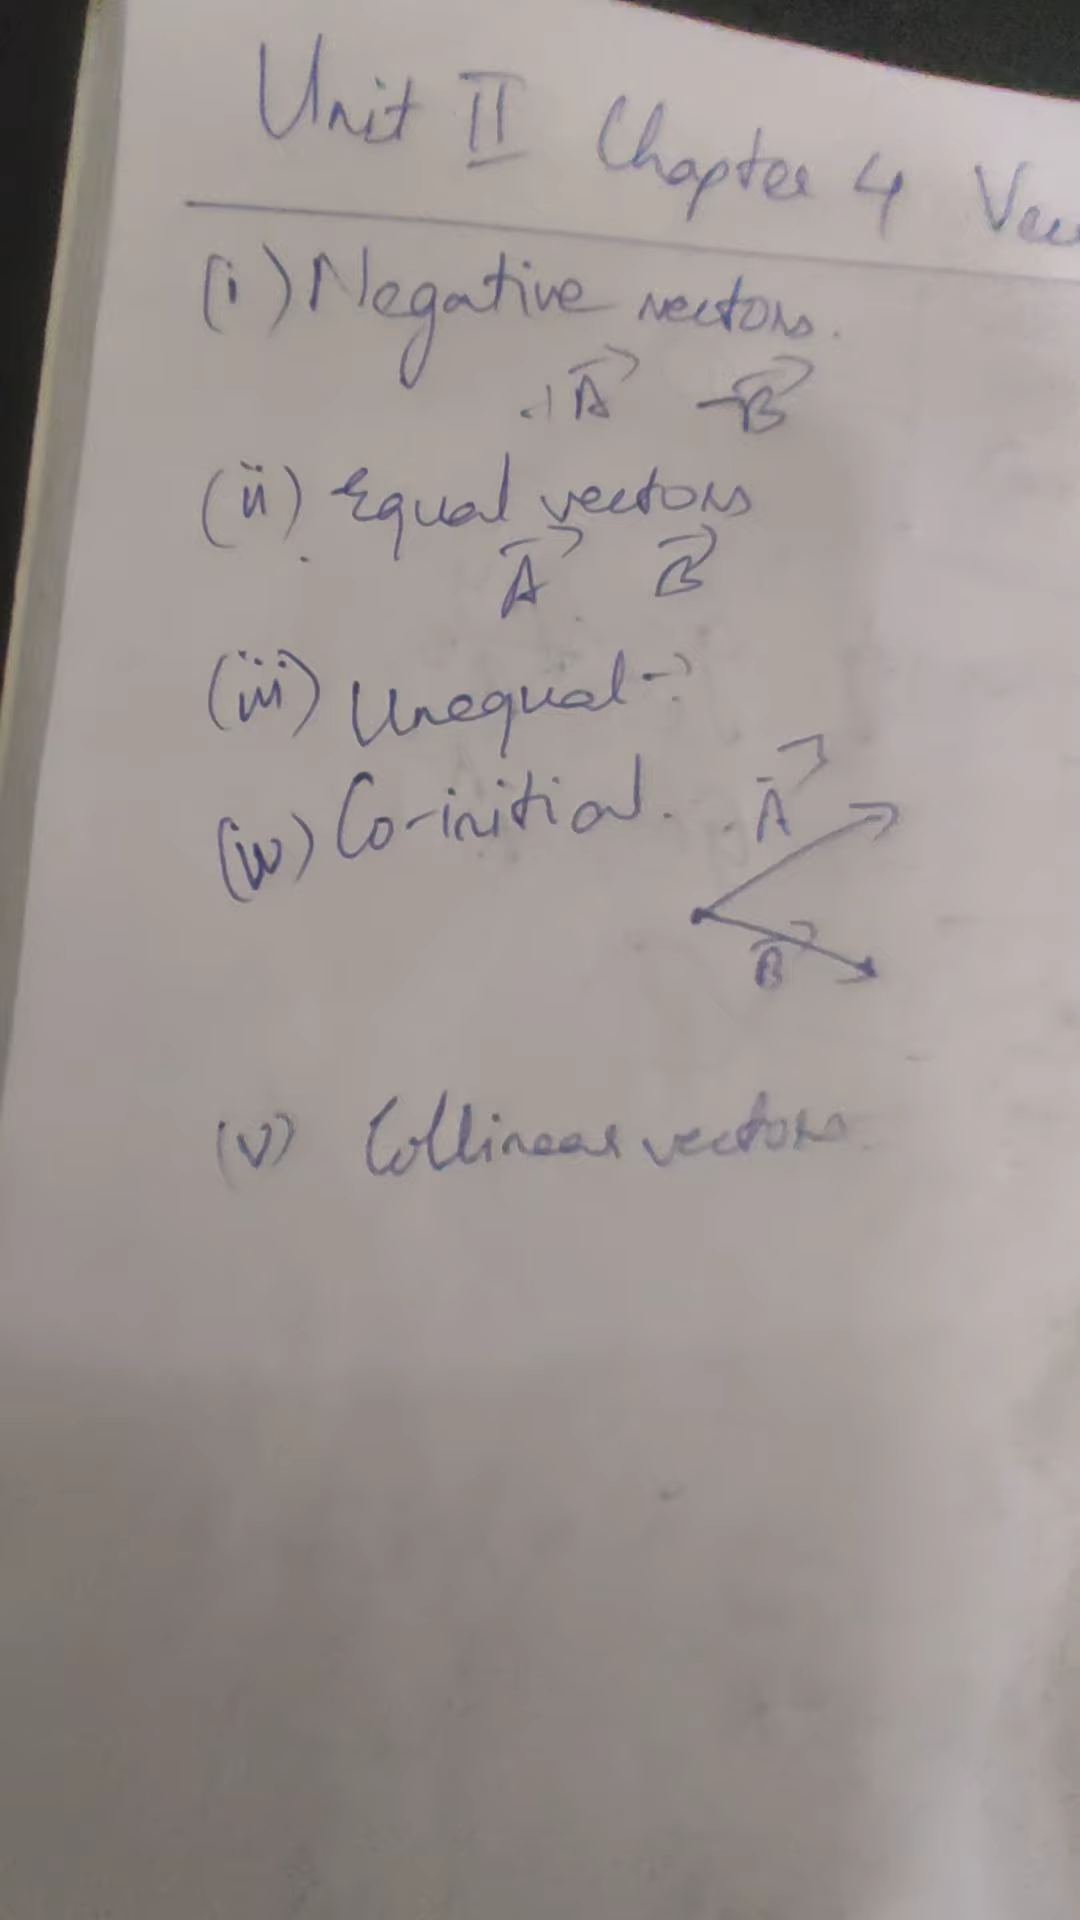 Unit II Chapter 4
(i) Negative vectors.
A⃗ -B⃗
(ii) Equal vectors
A⃗ B⃗
(iii) Unequal
(iv) Co-initial. A⃗
B⃗
(v) Collinear vectors